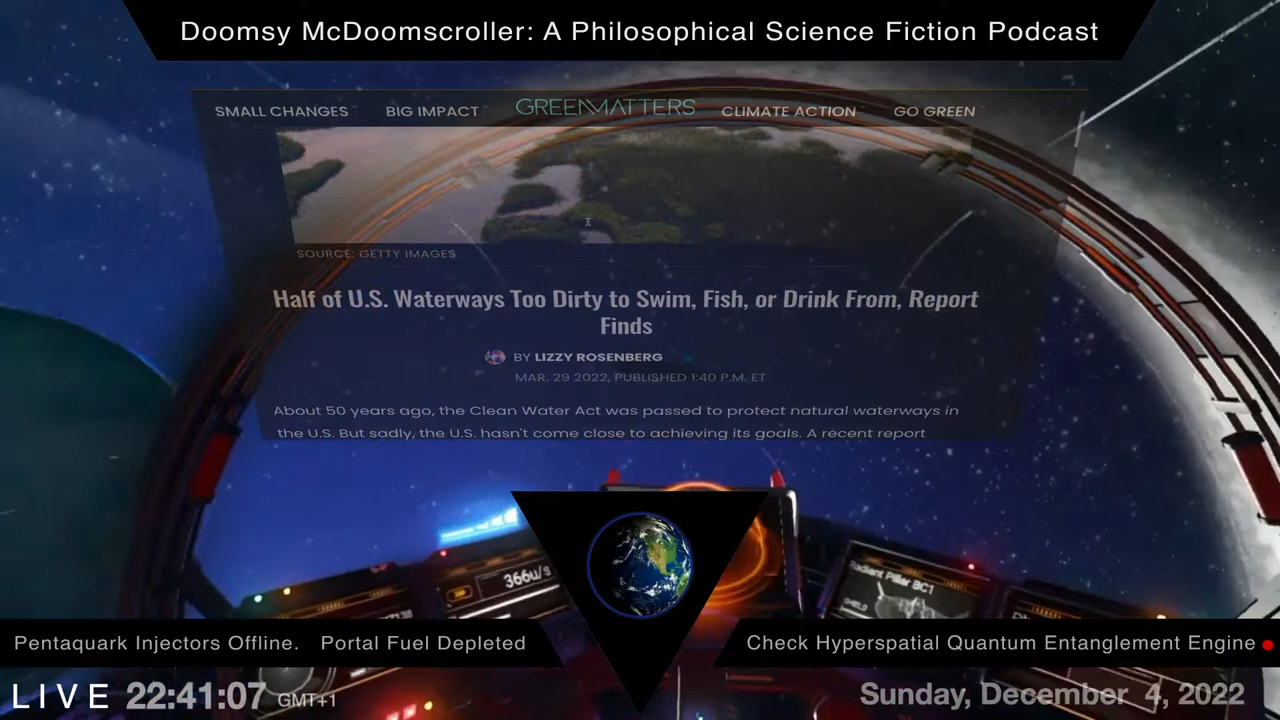 Doomsy McDoomscroller: A Philosophical Science Fiction Podcast
SMALL CHANGES BIG IMPACT GREENMATTERS CLIMATE ACTION GO GREEN
SOURCE: GETTY IMAGES
Half of U.S. Waterways Too Dirty to Swim, Fish, or Drink From, Report
Finds
BY LIZZY ROSENBERG
MAR. 29 2022, PUBLISHED 1:40 P.M. ET
About 50 years ago, the Clean Water Act was passed to protect natural waterways in
the U.S. But sadly, the U.S. hasn't come close to achieving its goals. A recent report
366u/s
Radiant Pillar BC1
SHIELD
Pentaquark Injectors Offline. Portal Fuel Depleted
Check Hyperspatial Quantum Entanglement Engine
LIVE 22:41:07 GMT+1
Sunday, December 4, 2022